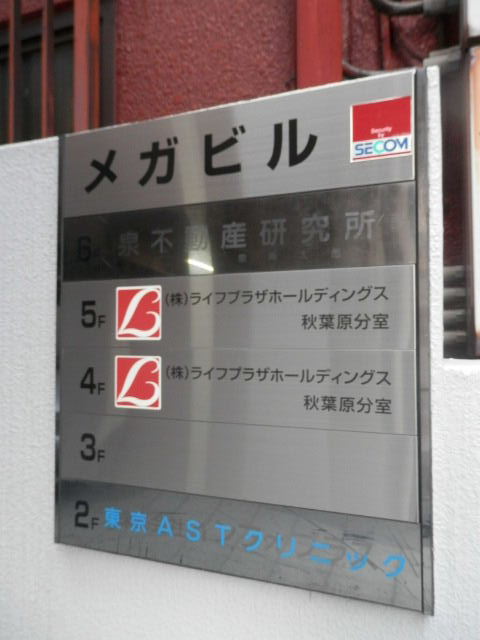 メガビル
Security
by
SECOM
6F 泉不動産研究所
5F (株)ライフプラザホールディングス
秋葉原分室
4F (株)ライフプラザホールディングス
秋葉原分室
3F
2F 東京ASTクリニック